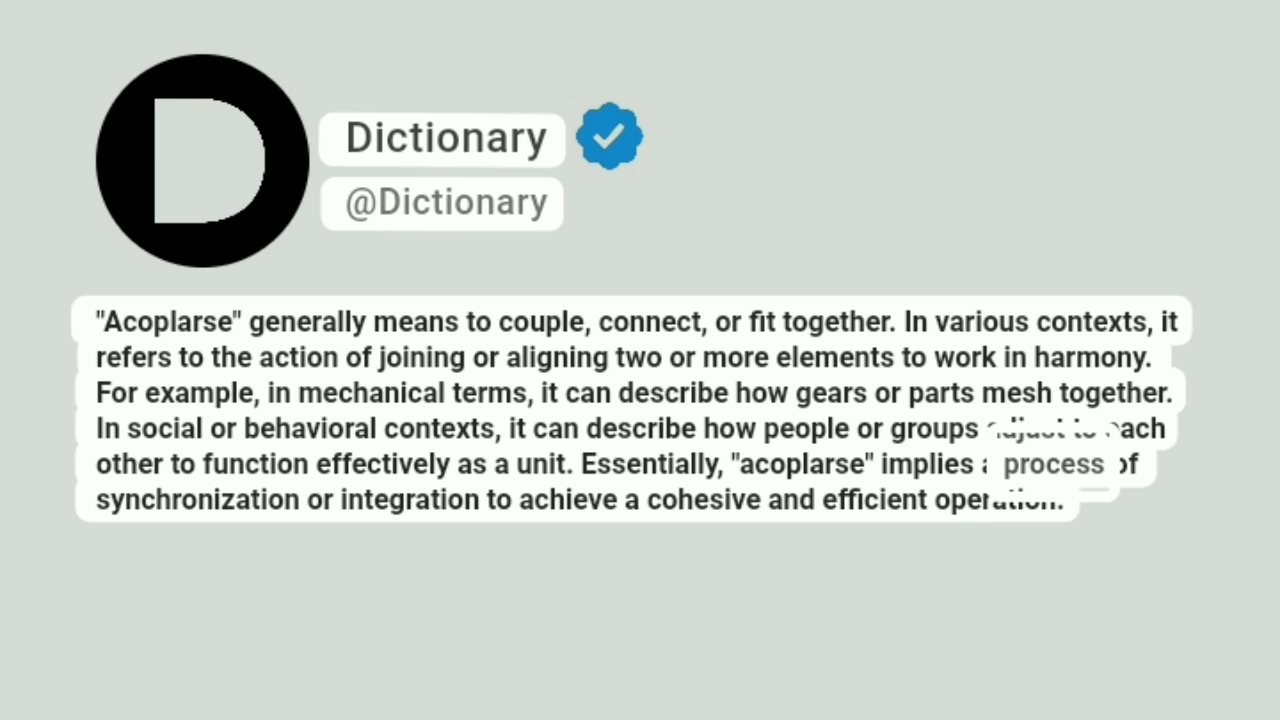 D
Dictionary
@Dictionary
"Acoplarse" generally means to couple, connect, or fit together. In various contexts, it
refers to the action of joining or aligning two or more elements to work in harmony.
For example, in mechanical terms, it can describe how gears or parts mesh together.
In social or behavioral contexts, it can describe how people or groups adjust to each
other to function effectively as a unit. Essentially, "acoplarse" implies a process of
synchronization or integration to achieve a cohesive and efficient operation.